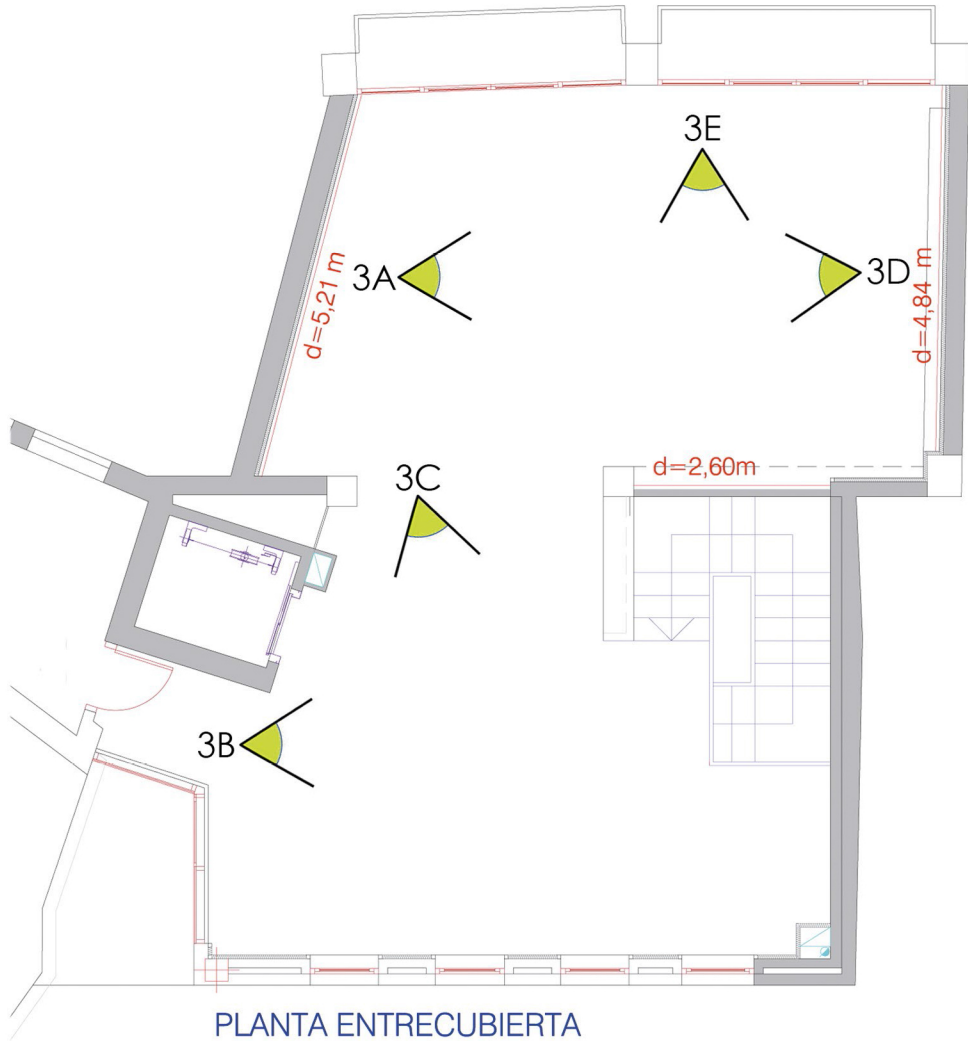 3E
3A
3D
d=5,21 m
d=4,84 m
3C
d=2,60m
3B
PLANTA ENTRECUBIERTA